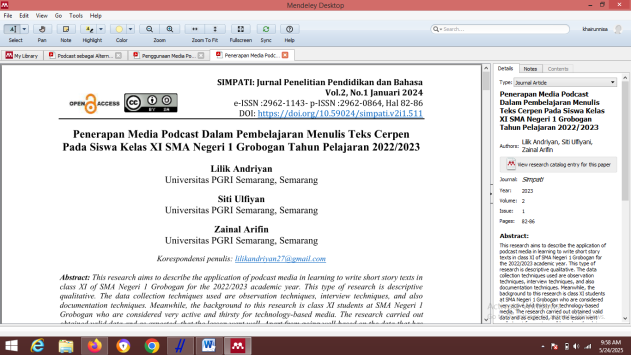 Mendeley Desktop
File Edit View Go Tools Help
Select Pan Note Highlight Color Zoom Zoom To Fit Fullscreen Sync Help
Search...
khairunnisa
My Library
Podcast sebagai Altern...
Penggunaan Media Po...
Penerapan Media Podc...
SIMPATI: Jurnal Penelitian Pendidikan dan Bahasa
Vol.2, No.1 Januari 2024
e-ISSN :2962-1143- p-ISSN :2962-0864, Hal 82-86
DOI: https://doi.org/10.59024/simpati.v2i1.511
OPEN ACCESS
CC BY SA
Penerapan Media Podcast Dalam Pembelajaran Menulis Teks Cerpen
Pada Siswa Kelas XI SMA Negeri 1 Grobogan Tahun Pelajaran 2022/2023
Lilik Andriyan
Universitas PGRI Semarang, Semarang
Siti Ulfiyan
Universitas PGRI Semarang, Semarang
Zainal Arifin
Universitas PGRI Semarang, Semarang
Korespondensi penulis: lilikandriyan27@gmail.com
Abstract: This research aims to describe the application of podcast media in learning to write short story texts in
class XI of SMA Negeri 1 Grobogan for the 2022/2023 academic year. This type of research is descriptive
qualitative. The data collection techniques used are observation techniques, interview techniques, and also
documentation techniques. Meanwhile, the background to this research is class XI students at SMA Negeri 1
Grobogan who are considered very active and thirsty for technology-based media. The research carried out
Details Notes Contents
Type: Journal Article
Penerapan Media Podcast
Dalam Pembelajaran Menulis
Teks Cerpen Pada Siswa Kelas
XI SMA Negeri 1 Grobogan
Tahun Pelajaran 2022/2023
Authors: Lilik Andriyan, Siti Ulfiyan,
Zainal Arifin
View research catalog entry for this paper
Journal: Simpati
Year: 2023
Volume: 2
Issue: 1
Pages: 82-86
Abstract:
This research aims to describe the application of
podcast media in learning to write short story
texts in class XI of SMA Negeri 1 Grobogan for
the 2022/2023 academic year. This type of
research is descriptive qualitative. The data
collection techniques used are observation
techniques, interview techniques, and also
documentation techniques. Meanwhile, the
background to this research is class XI students
at SMA Negeri 1 Grobogan who are considered
very active and thirsty for technology-based
media. The research carried out obtained valid
data and as expected, that the lesson went
9:58 AM
5/24/2025